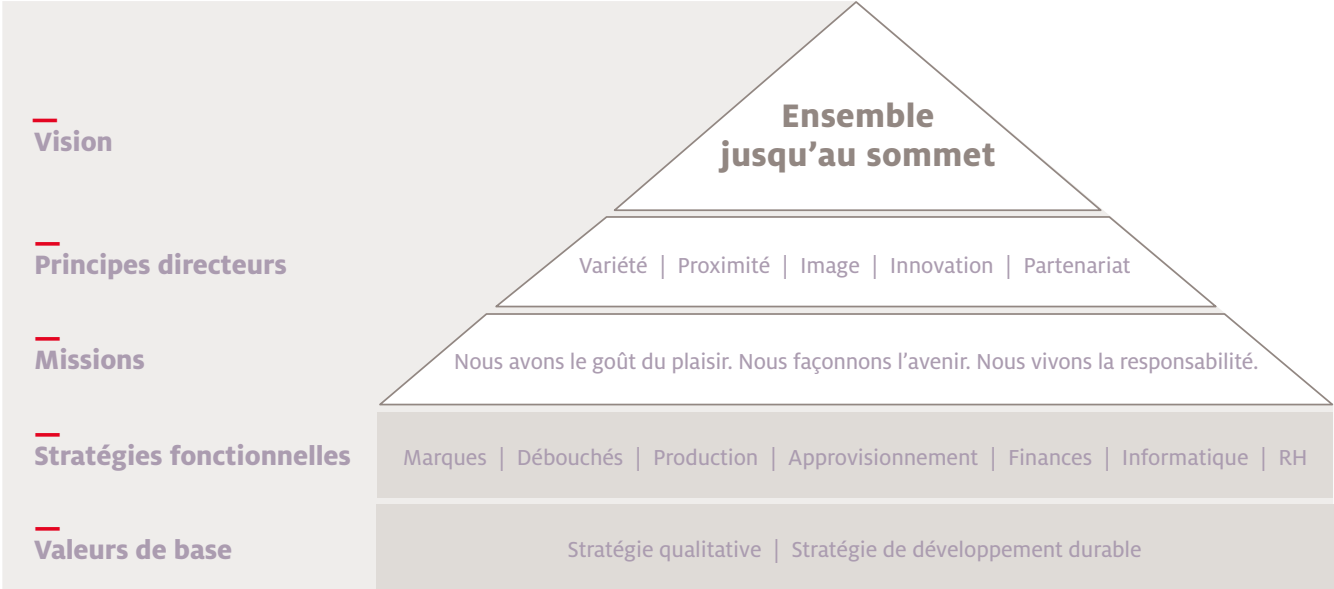 Vision
Ensemble
jusqu’au sommet
Principes directeurs
Variété | Proximité | Image | Innovation | Partenariat
Missions
Nous avons le goût du plaisir. Nous façonnons l’avenir. Nous vivons la responsabilité.
Stratégies fonctionnelles
Marques | Débouchés | Production | Approvisionnement | Finances | Informatique | RH
Valeurs de base
Stratégie qualitative | Stratégie de développement durable